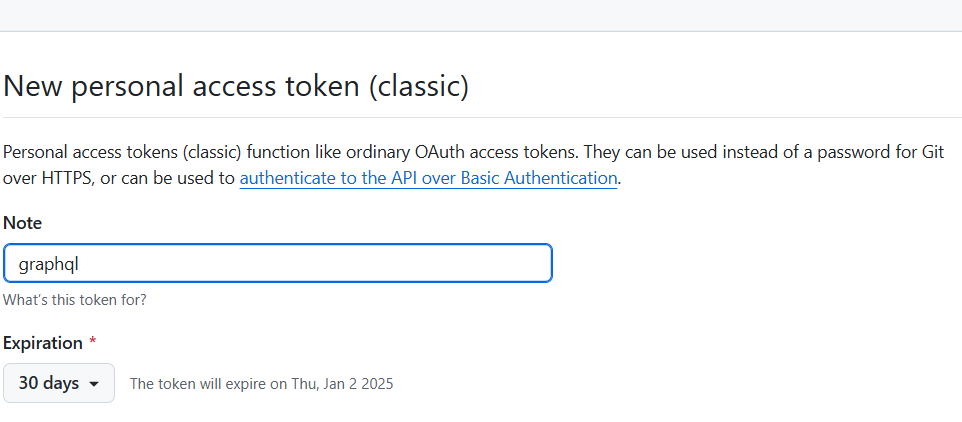 New personal access token (classic)
Personal access tokens (classic) function like ordinary OAuth access tokens. They can be used instead of a password for Git
over HTTPS, or can be used to authenticate to the API over Basic Authentication.
Note
graphql
What's this token for?
Expiration *
30 days
The token will expire on Thu, Jan 2 2025